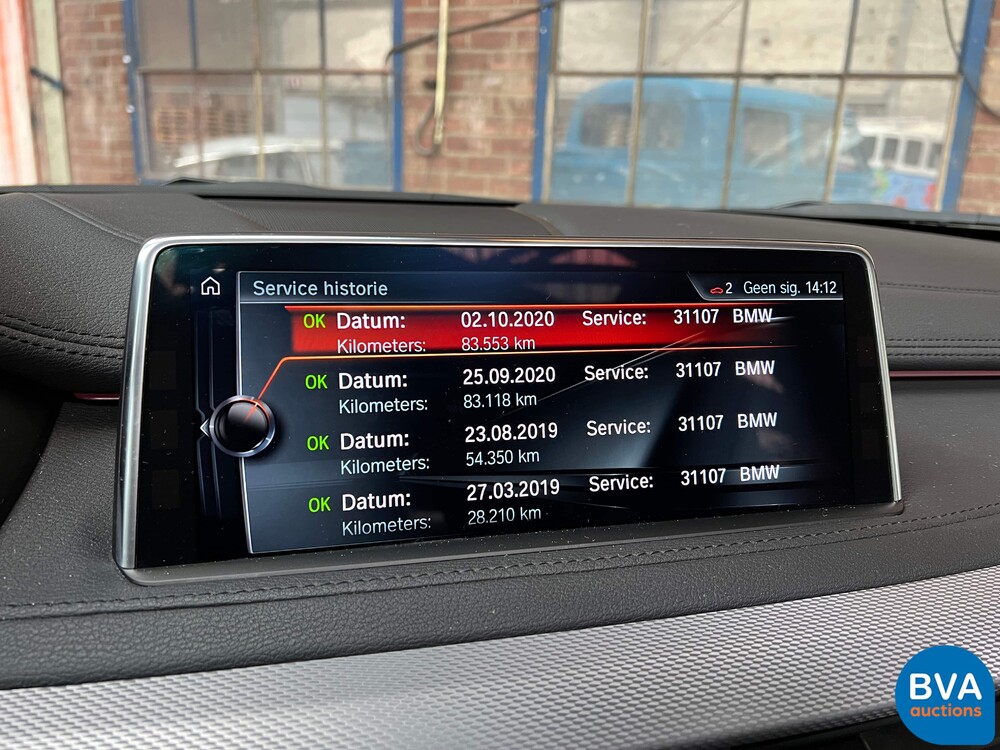 Service historie 2 Geen sig. 14:12
OK Datum: 02.10.2020 Service: 31107 BMW
Kilometers: 83.553 km
OK Datum: 25.09.2020 Service: 31107 BMW
Kilometers: 83.118 km
OK Datum: 23.08.2019 Service: 31107 BMW
Kilometers: 54.350 km
OK Datum: 27.03.2019 Service: 31107 BMW
Kilometers: 28.210 km
BVA
auctions